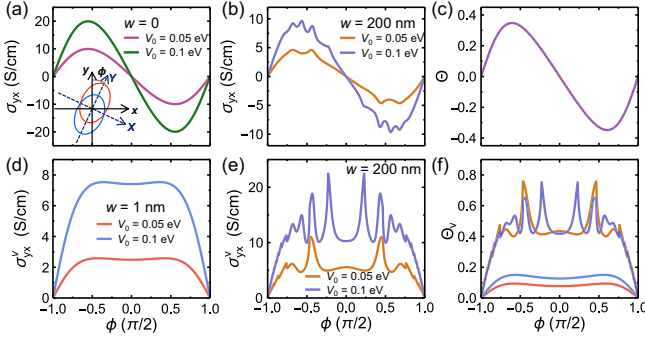 (a) w = 0
V0 = 0.05 eV
V0 = 0.1 eV
σyx (S/cm)
20
10
0
10
20
y
ϕ
Y
x
X
(b) w = 200 nm
V0 = 0.05 eV
V0 = 0.1 eV
σyx (S/cm)
10
5
0
−5
−10
(c)
Θ
0.4
0.2
0.0
−0.2
−0.4
(d)
w = 1 nm
V0 = 0.05 eV
V0 = 0.1 eV
σᵛyx (S/cm)
8
6
4
2
0
−1.0 −0.5 0.0 0.5 1.0
ϕ (π/2)
(e) w = 200 nm
V0 = 0.05 eV
V0 = 0.1 eV
σᵛyx (S/cm)
20
10
0
−1.0 −0.5 0.0 0.5 1.0
ϕ (π/2)
(f)
Θv
0.8
0.6
0.4
0.2
0.0
−1.0 −0.5 0.0 0.5 1.0
ϕ (π/2)